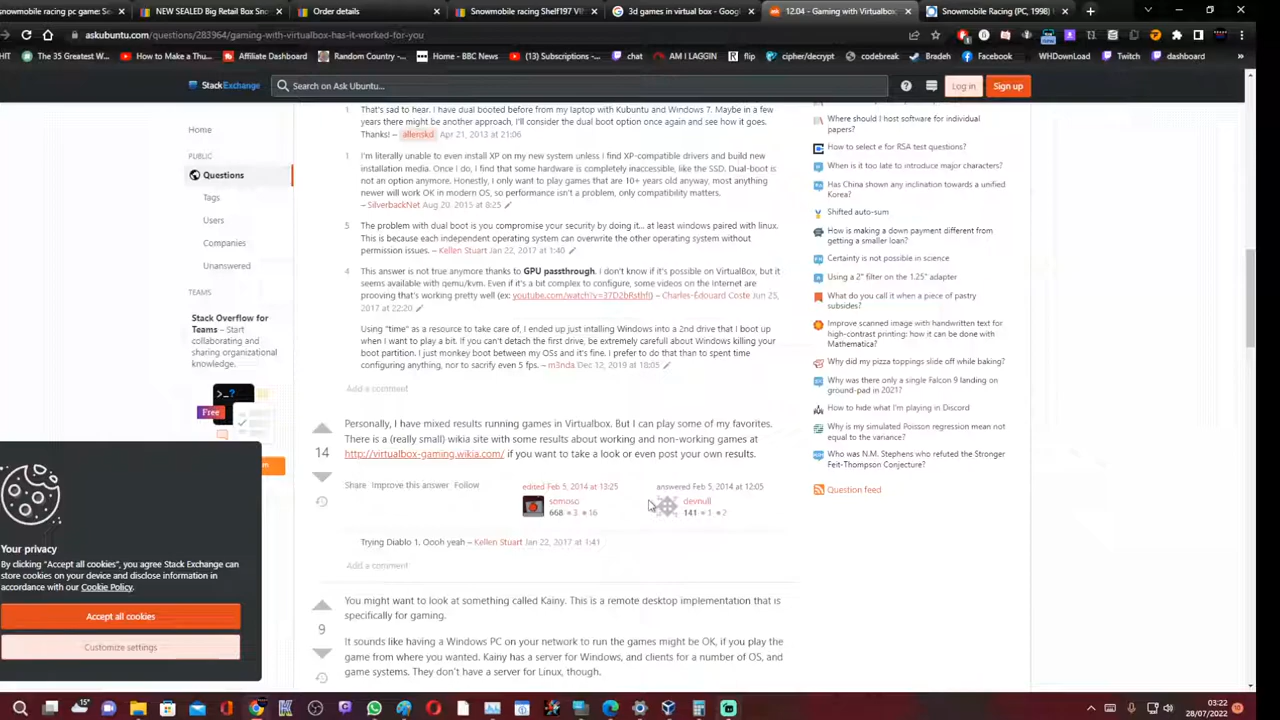 snowmobile racing pc game: Se
NEW SEALED Big Retail Box Sno
Order details
Snowmobile racing Shelf197 VI
3d games in virtual box - Goog
12.04 - Gaming with Virtualbox,
Snowmobile Racing (PC, 1998)
askubuntu.com/questions/283964/gaming-with-virtualbox-has-it-worked-for-you
The 35 Greatest W...
How to Make a Thu...
Affiliate Dashboard
Random Country -...
Home - BBC News
(13) Subscriptions -...
chat
AM I LAGGIN
flip
cipher/decrypt
codebreak
Bradeh
Facebook
WHDownload
Twitch
dashboard
StackExchange
Search on Ask Ubuntu...
Log in
Sign up
Home
PUBLIC
Questions
Tags
Users
Companies
Unanswered
TEAMS
Stack Overflow for
Teams – Start
collaborating and
sharing organizational
knowledge.
Free
1 That's sad to hear. I have dual booted before from my laptop with Kubuntu and Windows 7. Maybe in a few
years there might be another approach, I'll consider the dual boot option once again and see how it goes.
Thanks! – allenskd Apr 21, 2013 at 21:06
1 I'm literally unable to even install XP on my new system unless I find XP-compatible drivers and build new
installation media. Once I do, I find that some hardware is completely inaccessible, like the SSD. Dual-boot is
not an option anymore. Honestly, I only want to play games that are 10+ years old anyway, most anything
newer will work OK in modern OS, so performance isn't a problem, only compatibility matters.
– SilverbackNet Aug 20, 2015 at 8:25
5 The problem with dual boot is you compromise your security by doing it... at least windows paired with linux.
This is because each independent operating system can overwrite the other operating system without
permission issues. – Kellen Stuart Jan 22, 2017 at 1:40
4 This answer is not true anymore thanks to GPU passthrough. I don't know if it's possible on VirtualBox, but it
seems available with qemu/kvm. Even if it's a bit complex to configure, some videos on the Internet are
prooving that's working pretty well (ex: youtube.com/watch?v=37D2bRsthfI) – Charles-Édouard Coste Jun 25,
2017 at 22:20
Using "time" as a resource to take care of, I ended up just intalling Windows into a 2nd drive that I boot up
when I want to play a bit. If you can't detach the first drive, be extremely careful about Windows killing your
boot partition. I just monkey boot between my OSs and it's fine. I prefer to do that than to spent time
configuring anything, nor to sacrify even 5 fps. – m3nda Dec 12, 2019 at 18:05
Add a comment
14
Personally, I have mixed results running games in Virtualbox. But I can play some of my favorites.
There is a (really small) wikia site with some results about working and non-working games at
http://virtualbox-gaming.wikia.com/ if you want to take a look or even post your own results.
Share Improve this answer Follow
edited Feb 5, 2014 at 13:25
somoso
668 3 16
answered Feb 5, 2014 at 12:05
devnull
141 1 2
Trying Diablo 1. Oooh yeah – Kellen Stuart Jan 22, 2017 at 1:41
Add a comment
9
You might want to look at something called Kainy. This is a remote desktop implementation that is
specifically for gaming.
It sounds like having a Windows PC on your network to run the games might be OK, if you play the
game from where you wanted. Kainy has a server for Windows, and clients for a number of OS, and
game systems. They don't have a server for Linux, though.
Where should I host software for individual
papers?
How to select e for RSA test questions?
When is it too late to introduce major characters?
Has China shown any inclination towards a unified
Korea?
Shifted auto-sum
How is making a down payment different from
getting a smaller loan?
Certainty is not possible in science
Using a 2" filter on the 1.25" adapter
What do you call it when a piece of pastry
subsides?
Improve scanned image with handwritten text for
high-contrast printing: how it can be done with
Mathematica?
Why did my pizza toppings slide off while baking?
Why was there only a single Falcon 9 landing on
ground-pad in 2021?
How to hide what I'm playing in Discord
Why is my simulated Poisson regression mean not
equal to the variance?
Who was N.M. Stephens who refuted the Stronger
Feit-Thompson Conjecture?
Question feed
Your privacy
By clicking "Accept all cookies", you agree Stack Exchange can
store cookies on your device and disclose information in
accordance with our Cookie Policy.
Accept all cookies
Customize settings
15°
03:22
28/07/2022